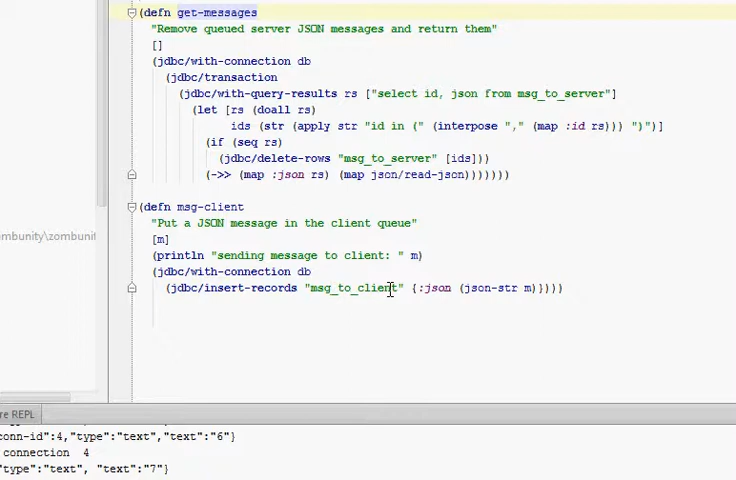 (defn get-messages
"Remove queued server JSON messages and return them"
[]
(jdbc/with-connection db
(jdbc/transaction
(jdbc/with-query-results rs ["select id, json from msg_to_server"]
(let [rs (doall rs)
ids (str (apply str "id in (" (interpose "," (map :id rs))) ")")]
(if (seq rs)
(jdbc/delete-rows "msg_to_server" [ids]))
(->> (map :json rs) (map json/read-json)))))))
(defn msg-client
"Put a JSON message in the client queue"
[m]
(println "sending message to client: " m)
(jdbc/with-connection db
(jdbc/insert-records "msg_to_client" {:json (json-str m)})))
mbunity\zombunit
re REPL
conn-id":4,"type":"text","text":"6"}
connection 4
"type":"text", "text":"7"}